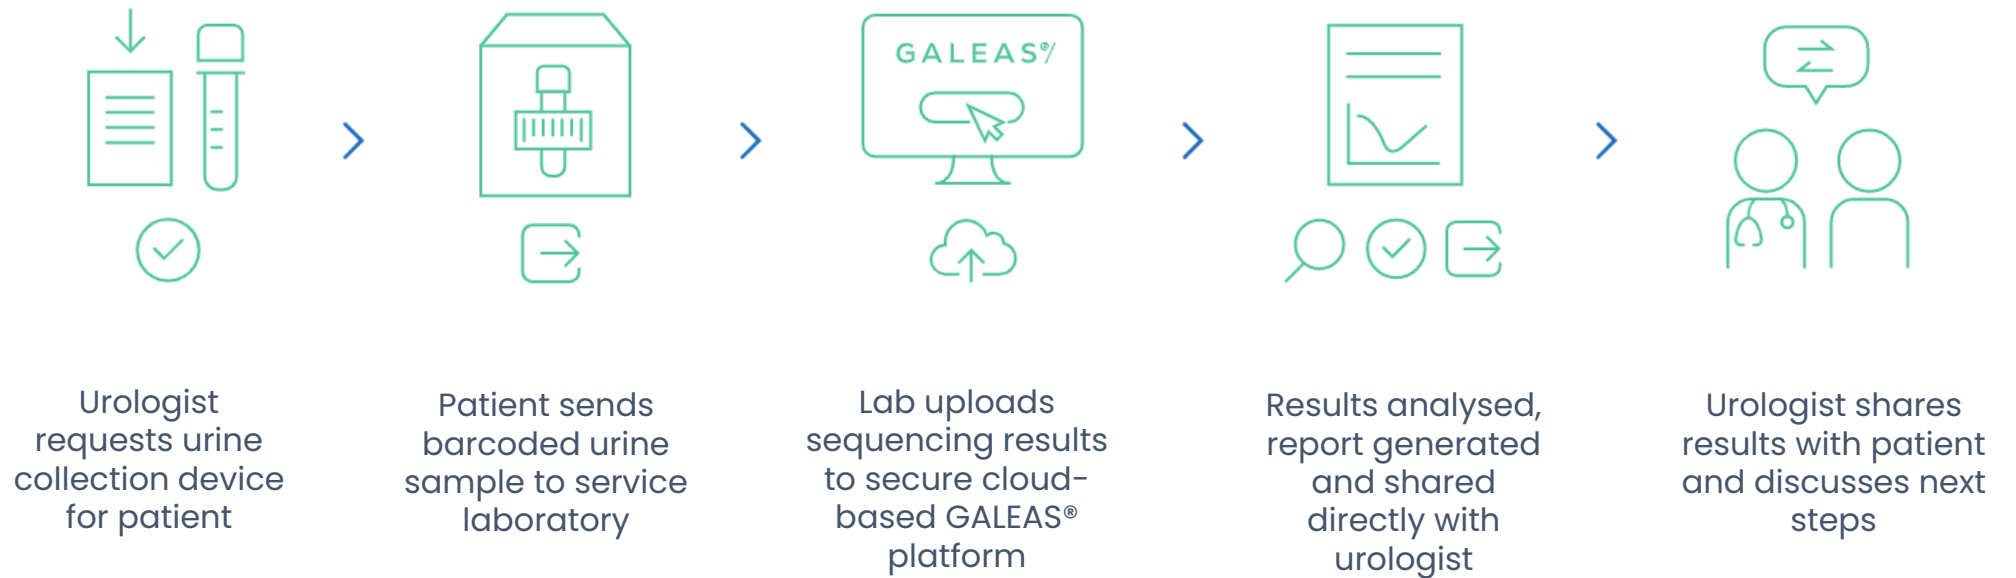 GALEAS®/
Urologist
requests urine
collection device
for patient
Patient sends
barcoded urine
sample to service
laboratory
Lab uploads
sequencing results
to secure cloud-
based GALEAS®
platform
Results analysed,
report generated
and shared
directly with
urologist
Urologist shares
results with patient
and discusses next
steps